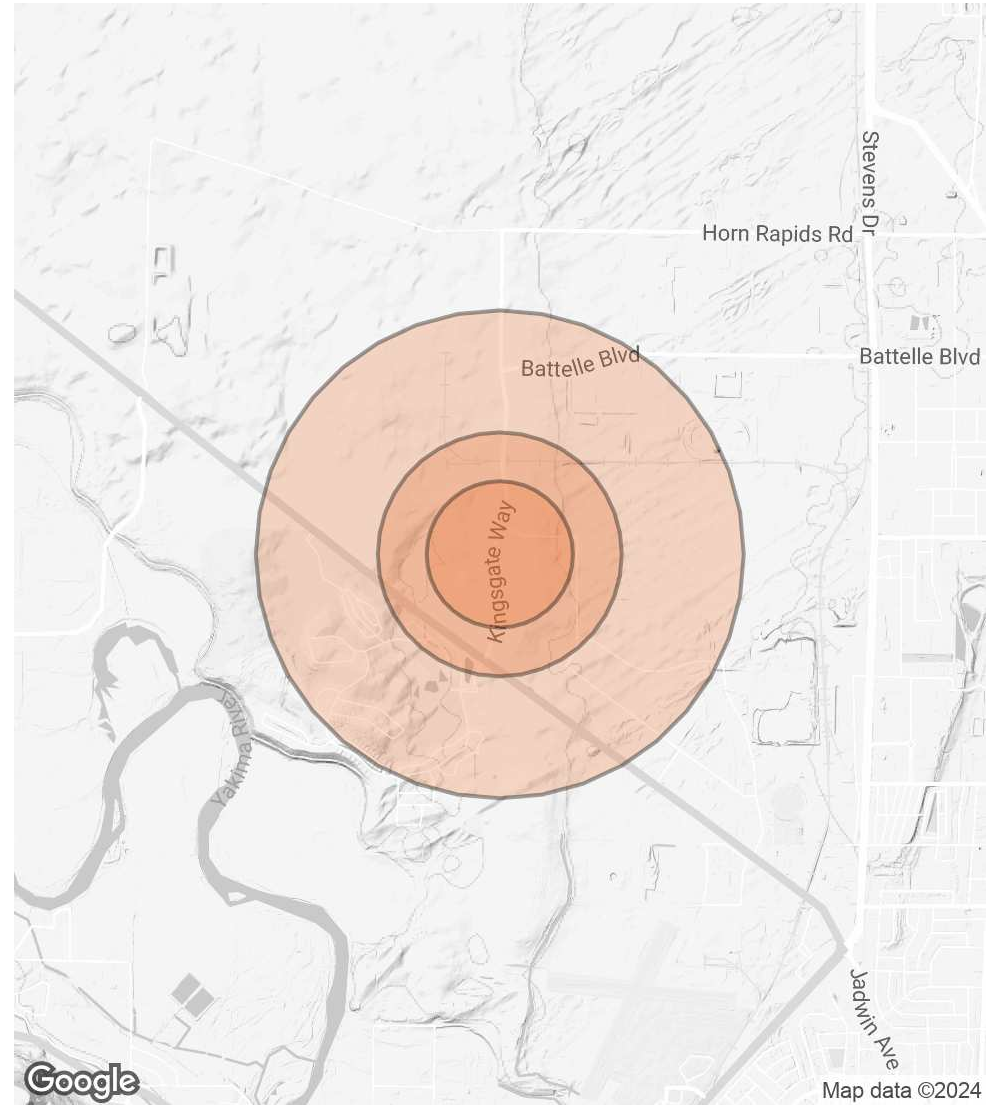 Stevens Dr
Horn Rapids Rd
Battelle Blvd
Battelle Blvd
Kingsgate Way
Yakima River
Jadwin Ave
Google
Map data ©2024